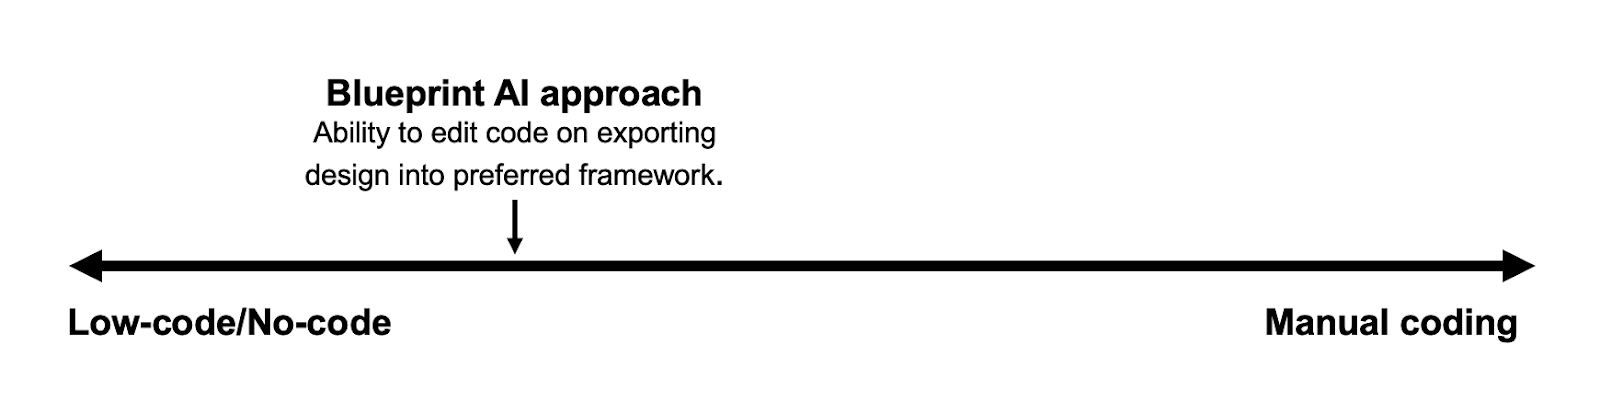 Blueprint AI approach
Ability to edit code on exporting
design into preferred framework.
Low-code/No-code
Manual coding